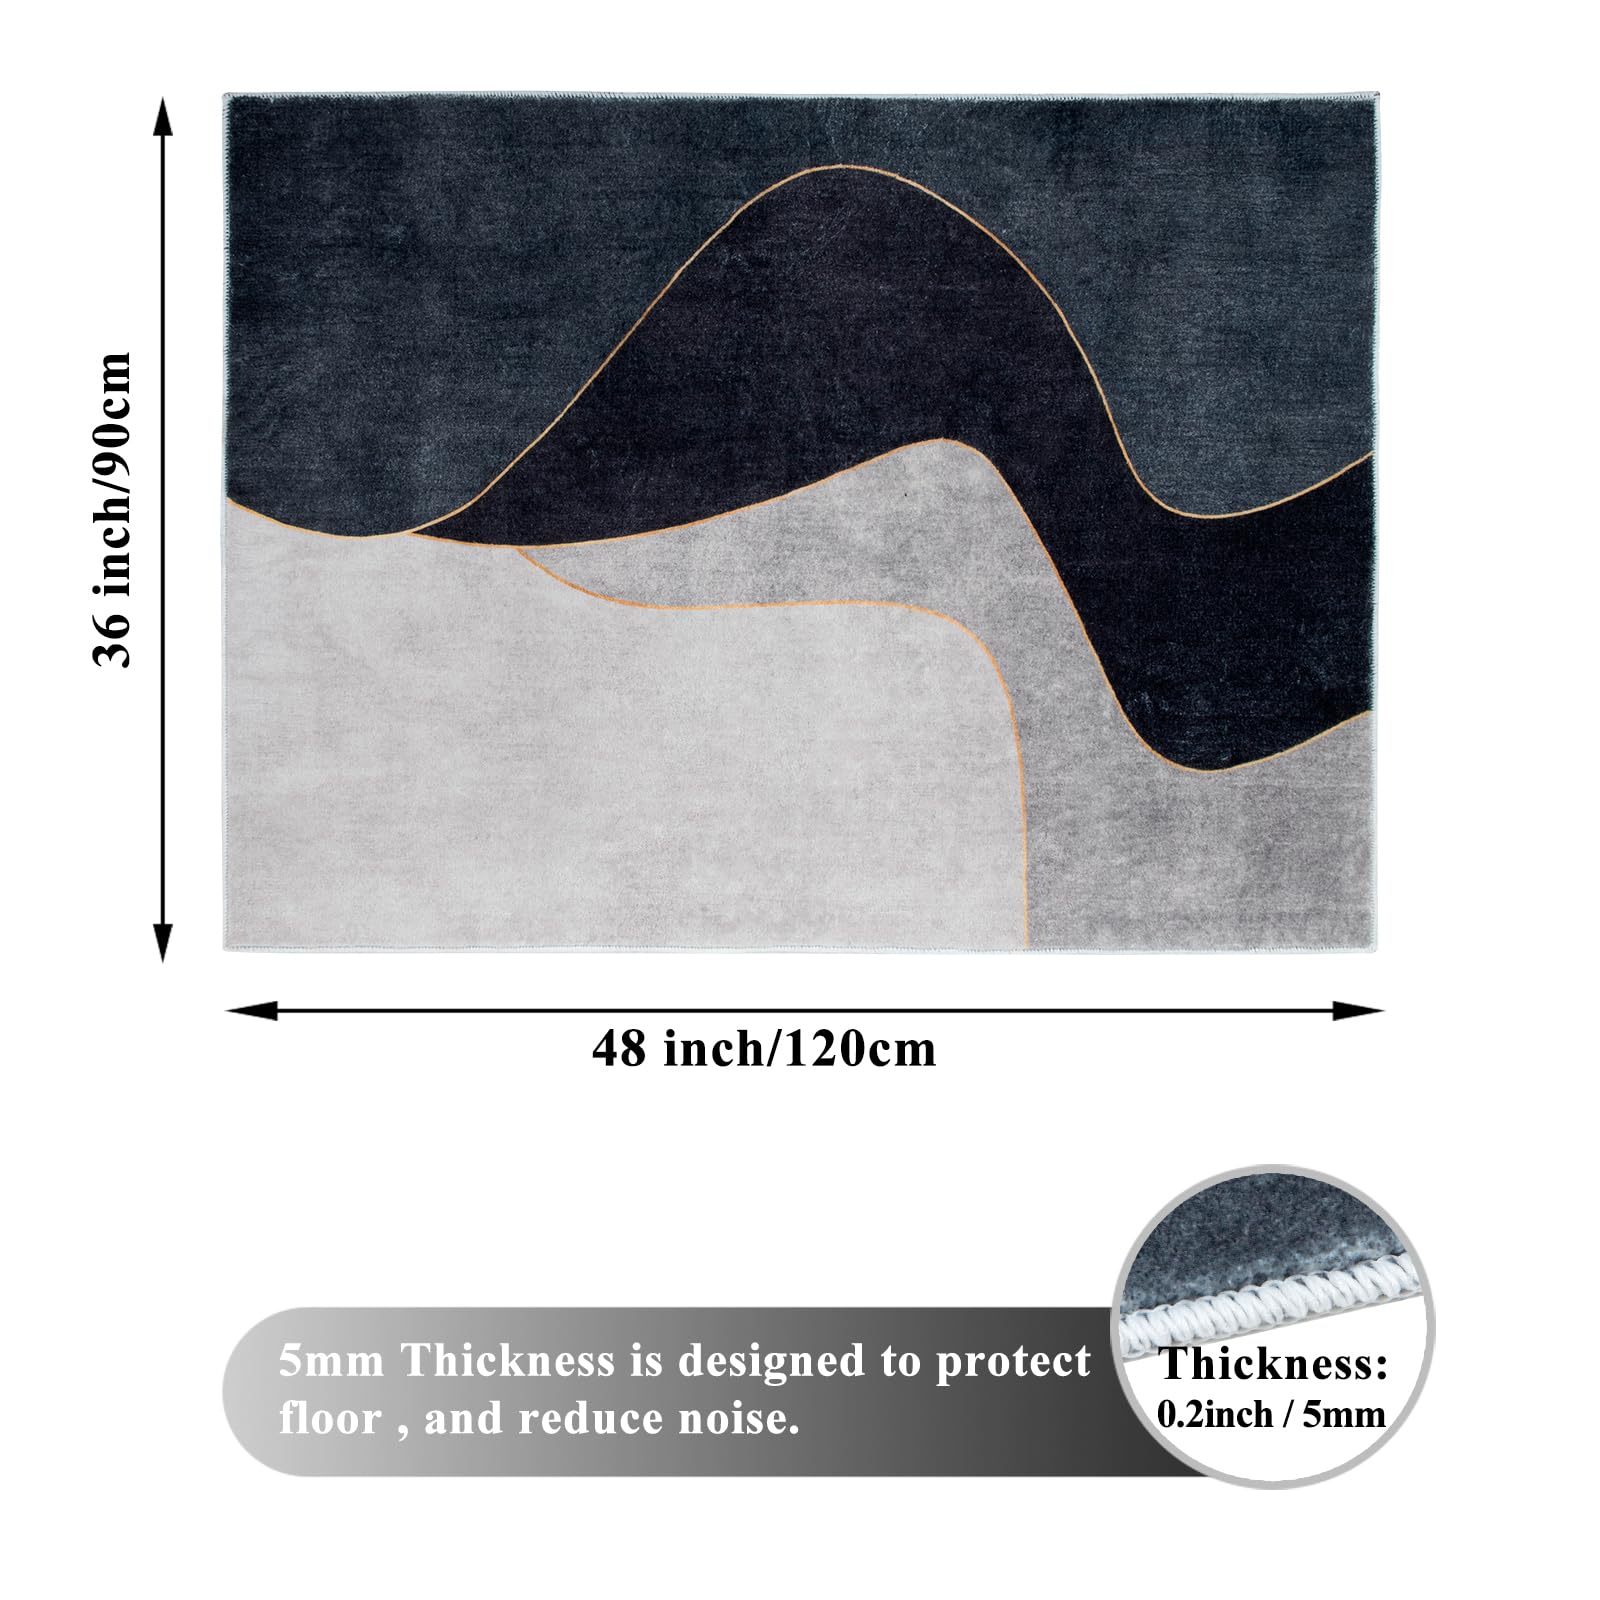 36 inch/90cm
48 inch/120cm
5mm Thickness is designed to protect
floor , and reduce noise.
Thickness:
0.2inch / 5mm